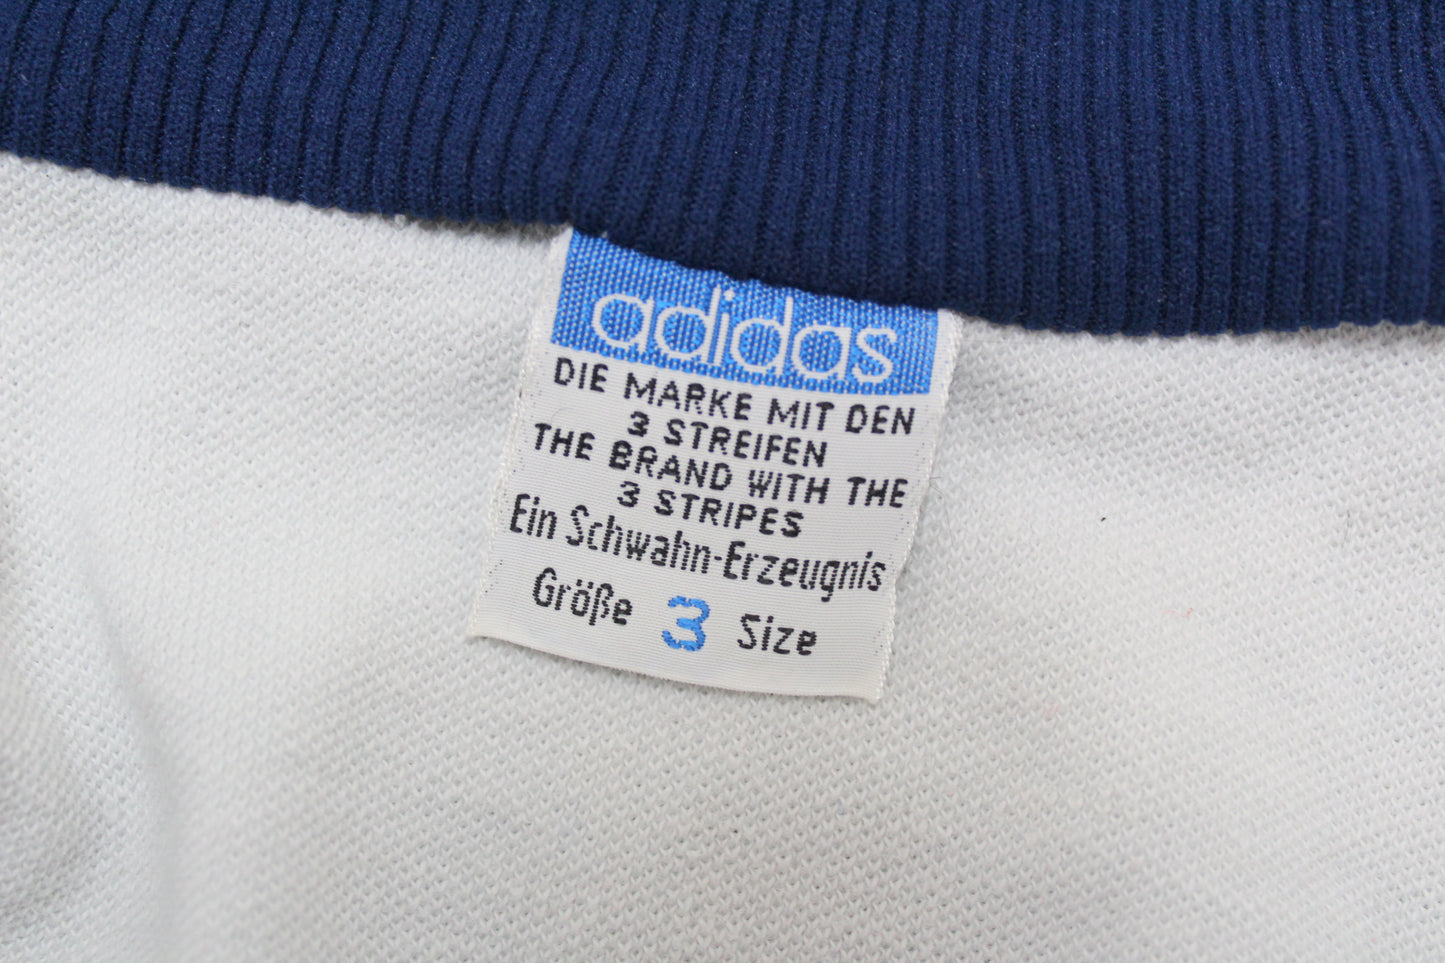 adidas
DIE MARKE MIT DEN
3 STREIFEN
THE BRAND WITH THE
3 STRIPES
Ein Schwahn-Erzeugnis
Größe 3 Size